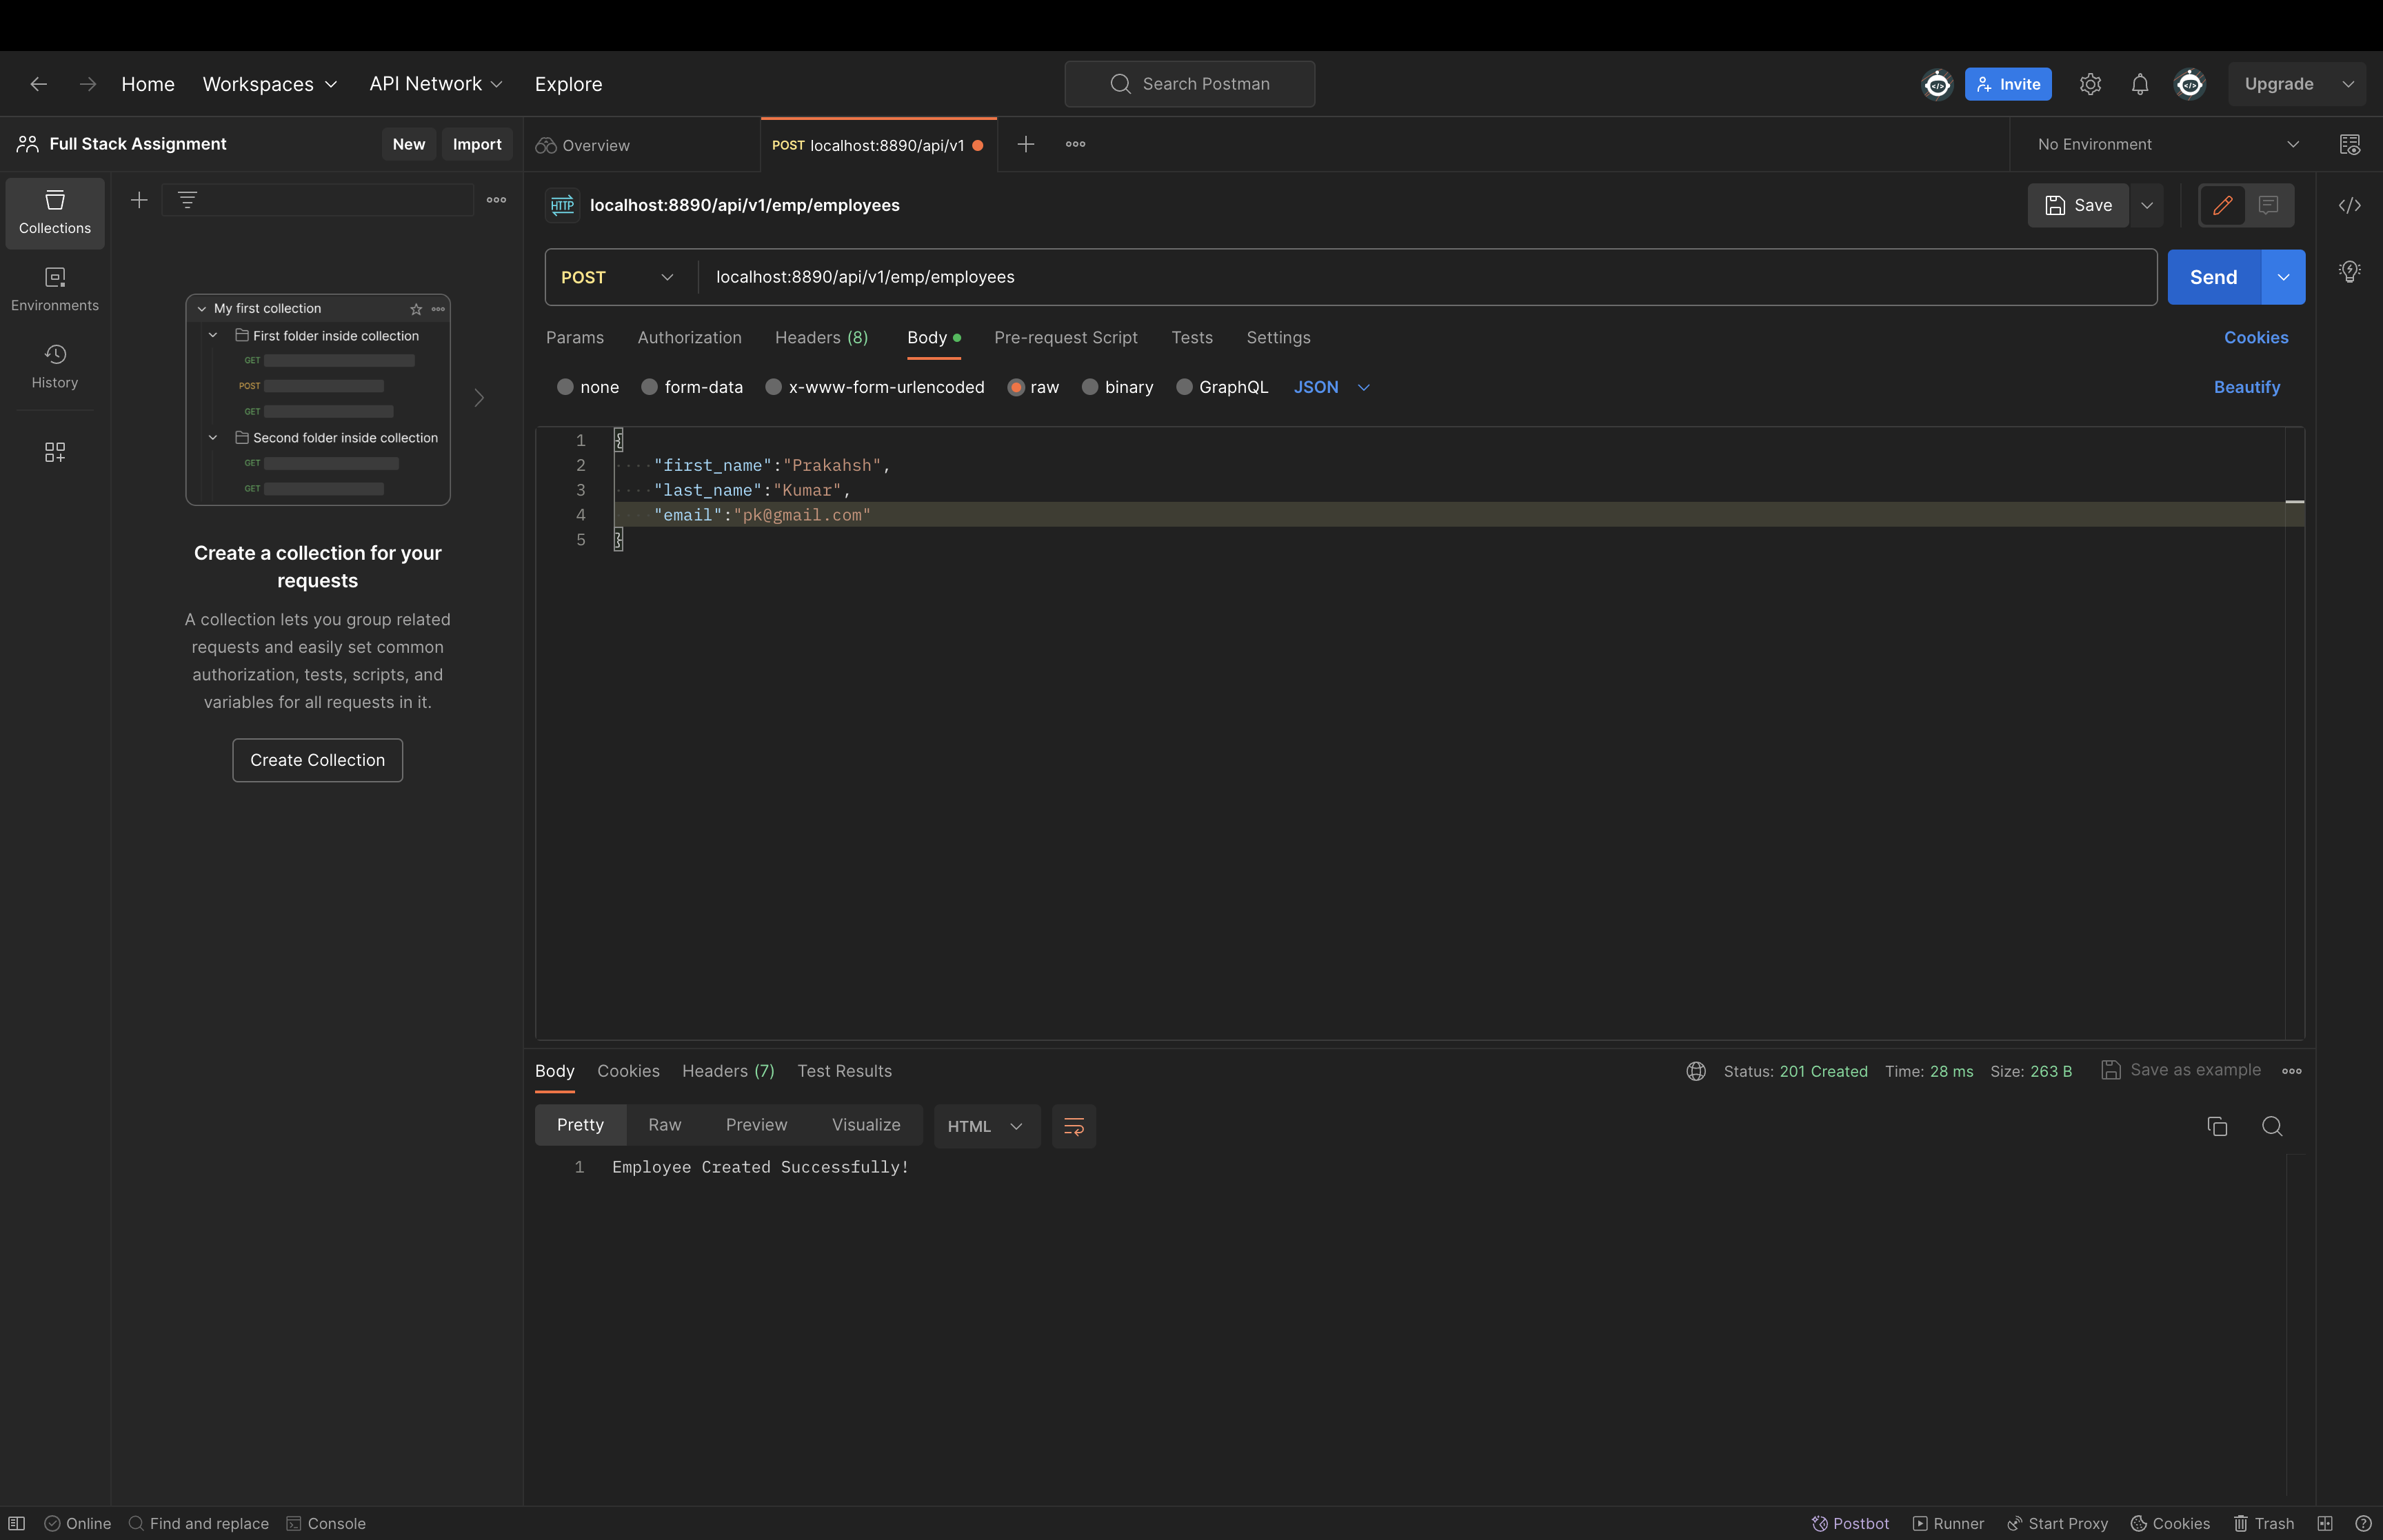 Home Workspaces API Network Explore
Search Postman
Invite
Upgrade
Full Stack Assignment New Import
Overview
POST localhost:8890/api/v1
No Environment
Collections
Environments
History
My first collection
First folder inside collection
GET
POST
GET
Second folder inside collection
GET
GET
Create a collection for your
requests
A collection lets you group related
requests and easily set common
authorization, tests, scripts, and
variables for all requests in it.
Create Collection
HTTP localhost:8890/api/v1/emp/employees
Save
POST localhost:8890/api/v1/emp/employees
Send
Params Authorization Headers (8) Body Pre-request Script Tests Settings
Cookies
none form-data x-www-form-urlencoded raw binary GraphQL JSON
Beautify
1 {
2 "first_name":"Prakahsh",
3 "last_name":"Kumar",
4 "email":"pk@gmail.com"
5 }
Body Cookies Headers (7) Test Results
Status: 201 Created Time: 28 ms Size: 263 B Save as example
Pretty Raw Preview Visualize HTML
1 Employee Created Successfully!
Online Find and replace Console
Postbot Runner Start Proxy Cookies Trash